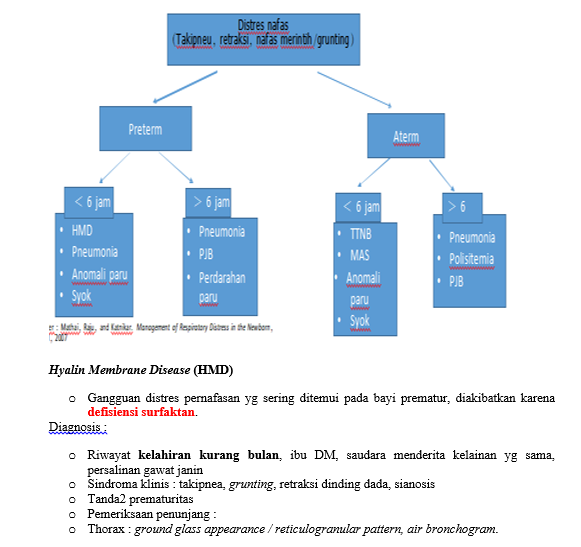 Distres nafas
(Takipneu, retraksi, nafas merintih/grunting)
Preterm
Aterm
< 6 jam
> 6 jam
< 6 jam
> 6
• HMD
• Pneumonia
• Anomali paru
• Syok
• Pneumonia
• PJB
• Perdarahan
paru
• TTNB
• MAS
• Anomali
paru
• Syok
• Pneumonia
• Polisitemia
• PJB
er : Mathai, Raju, and Katnikar. Management of Respiratory Distress in the Newborn,
, 2007
Hyalin Membrane Disease (HMD)
o Gangguan distres pernafasan yg sering ditemui pada bayi prematur, diakibatkan karena
defisiensi surfaktan.
Diagnosis :
o Riwayat kelahiran kurang bulan, ibu DM, saudara menderita kelainan yg sama,
persalinan gawat janin
o Sindroma klinis : takipnea, grunting, retraksi dinding dada, sianosis
o Tanda2 prematuritas
o Pemeriksaan penunjang :
o Thorax : ground glass appearance / reticulogranular pattern, air bronchogram.